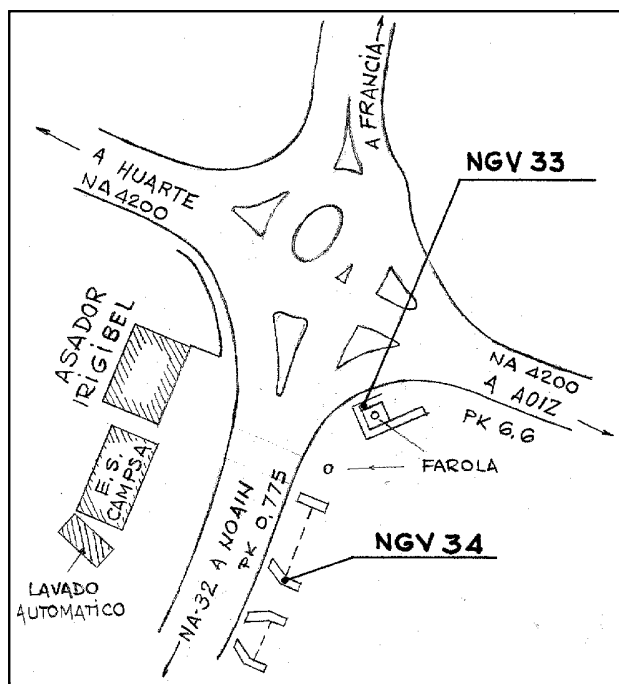 A FRANCIA
A HUARTE
NA 4200
NGV 33
ASADOR
IRIGIBEL
NA 4200
A AOIZ
PK 6,6
E.S.
CAMPSA
FAROLA
NA-32 A NOAIN
PK 0,775
NGV 34
LAVADO
AUTOMATICO